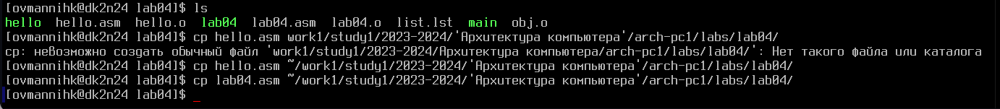 [ovmannihk@dk2n24 lab04]$ ls
hello  hello.asm  hello.o  lab04  lab04.asm  lab04.o  list.lst  main  obj.o
[ovmannihk@dk2n24 lab04]$ cp hello.asm work1/study1/2023-2024/'Архитектура компьютера'/arch-pc1/labs/lab04/
cp: невозможно создать обычный файл 'work1/study1/2023-2024/Архитектура компьютера/arch-pc1/labs/lab04/': Нет такого файла или каталога
[ovmannihk@dk2n24 lab04]$ cp hello.asm ~/work1/study1/2023-2024/'Архитектура компьютера'/arch-pc1/labs/lab04/
[ovmannihk@dk2n24 lab04]$ cp lab04.asm ~/work1/study1/2023-2024/'Архитектура компьютера'/arch-pc1/labs/lab04/
[ovmannihk@dk2n24 lab04]$ _